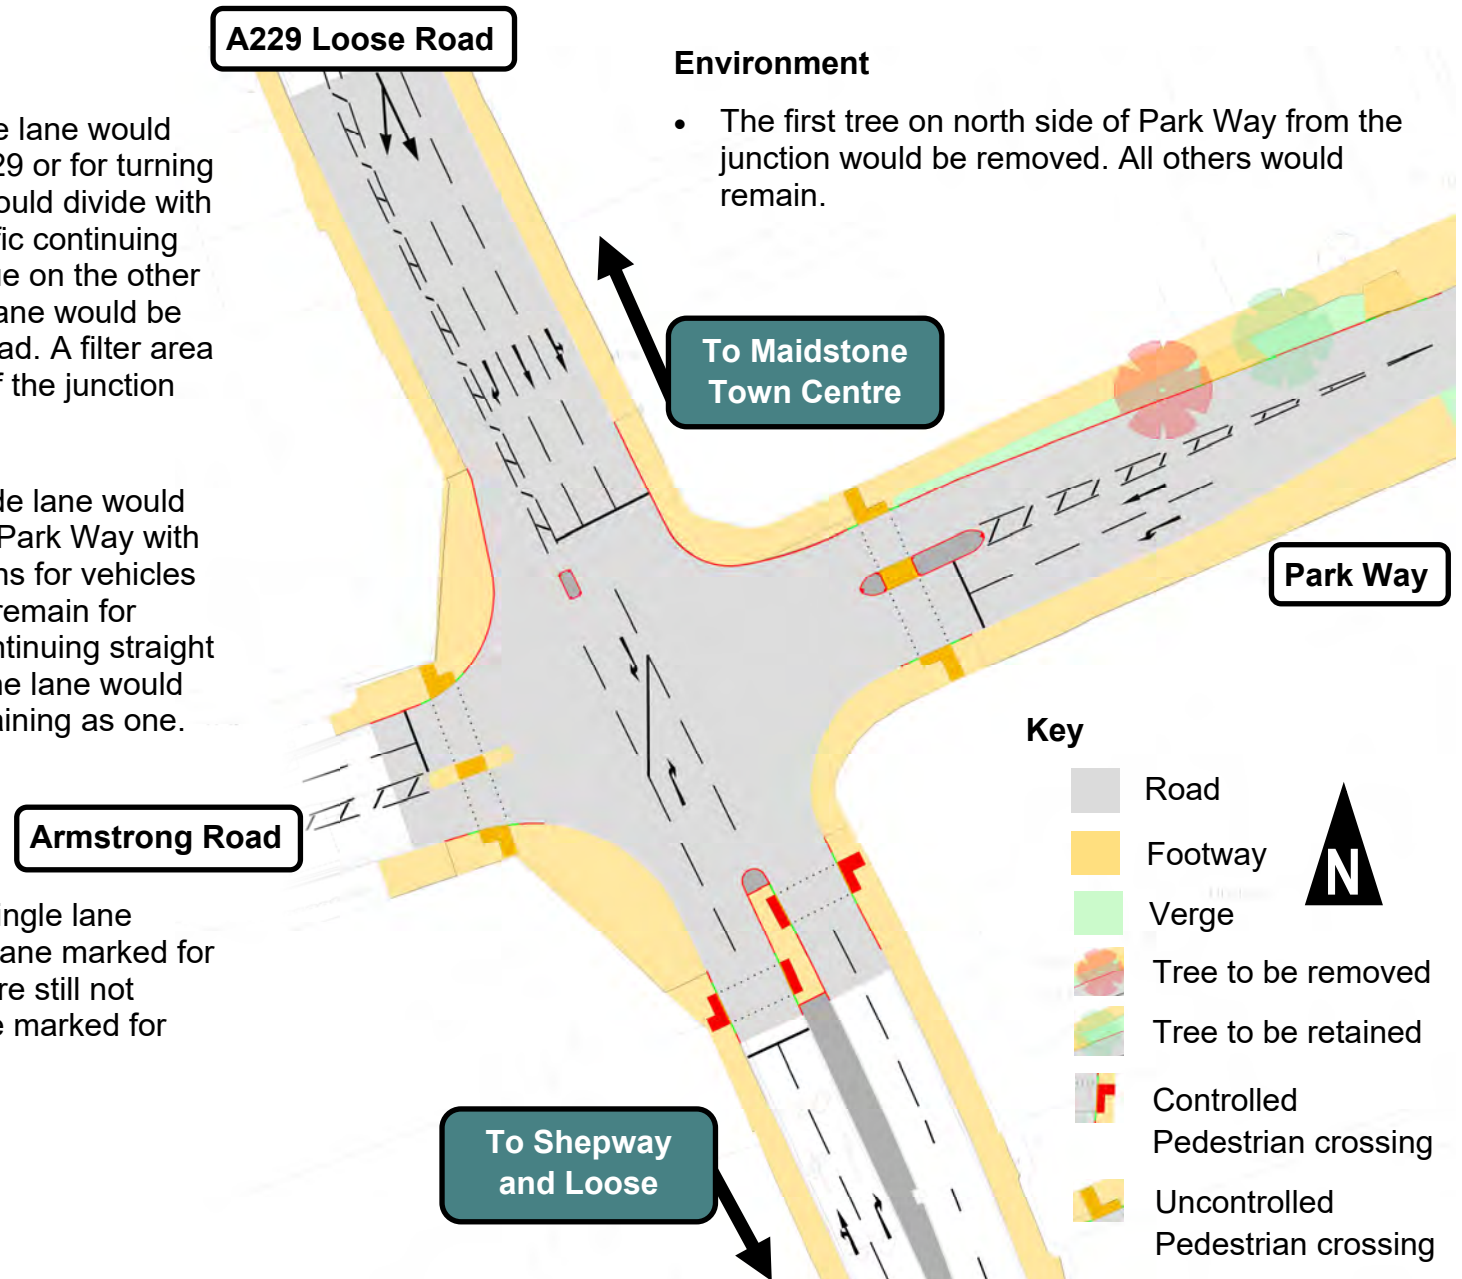 A229 Loose Road
Environment
• The first tree on north side of Park Way from the
junction would be removed. All others would
remain.
e lane would
29 or for turning
ould divide with
fic continuing
ue on the other
ane would be
ad. A filter area
f the junction
To Maidstone
Town Centre
de lane would
Park Way with
ns for vehicles
remain for
ntinuing straight
ne lane would
aining as one.
Park Way
Armstrong Road
ingle lane
ane marked for
re still not
e marked for
To Shepway
and Loose
Key
Road
Footway
Verge
Tree to be removed
Tree to be retained
Controlled
Pedestrian crossing
Uncontrolled
Pedestrian crossing
N